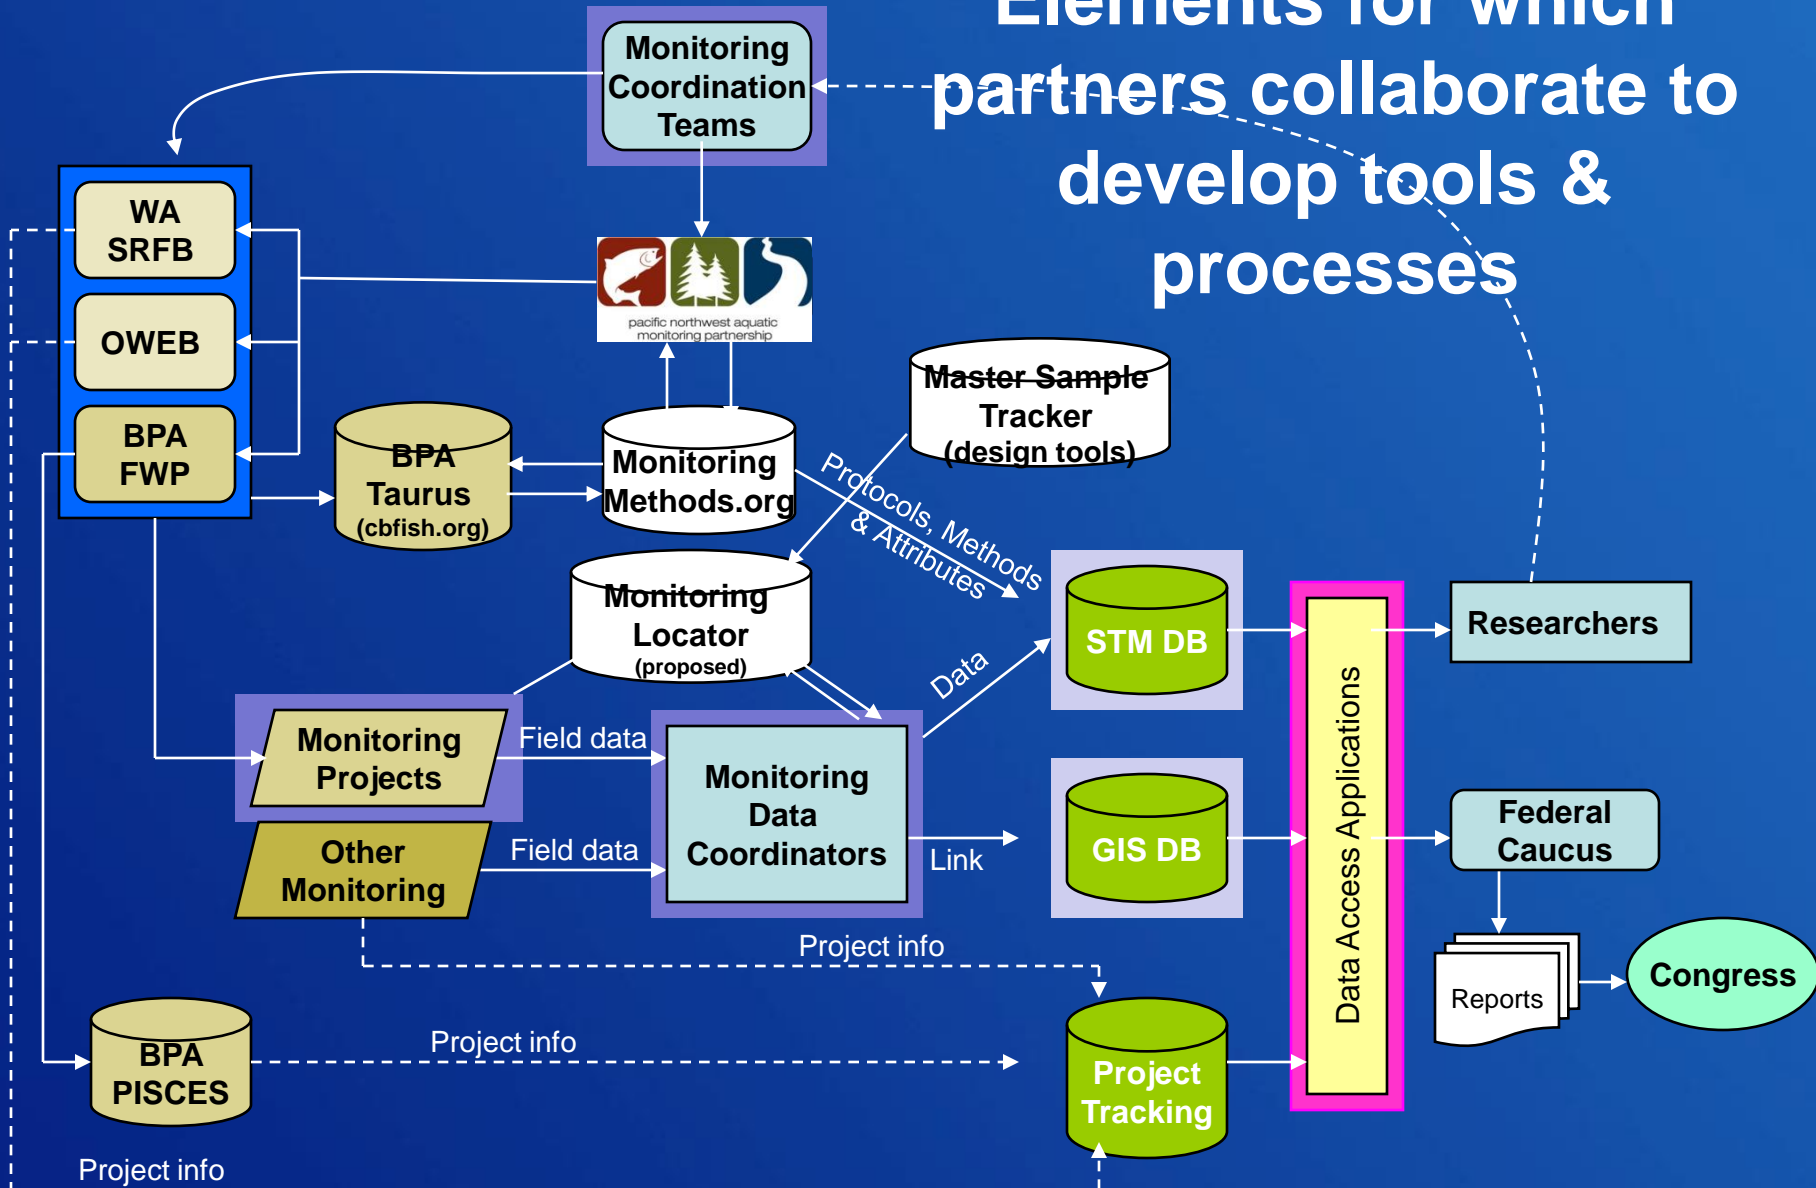 Elements for which
partners collaborate to
develop tools &
processes
Monitoring
Coordination
Teams
WA
SRFB
OWEB
BPA
FWP
pacific northwest aquatic
monitoring partnership
Master Sample
Tracker
(design tools)
BPA
Taurus
(cbfish.org)
Monitoring
Methods.org
Protocols, Methods
& Attributes
Monitoring
Locator
(proposed)
STM DB
Researchers
Data
Monitoring
Projects
Field data
Monitoring
Data
Coordinators
Other
Monitoring
Field data
Link
GIS DB
Data Access Applications
Federal
Caucus
Reports
Congress
Project info
BPA
PISCES
Project info
Project
Tracking
Project info